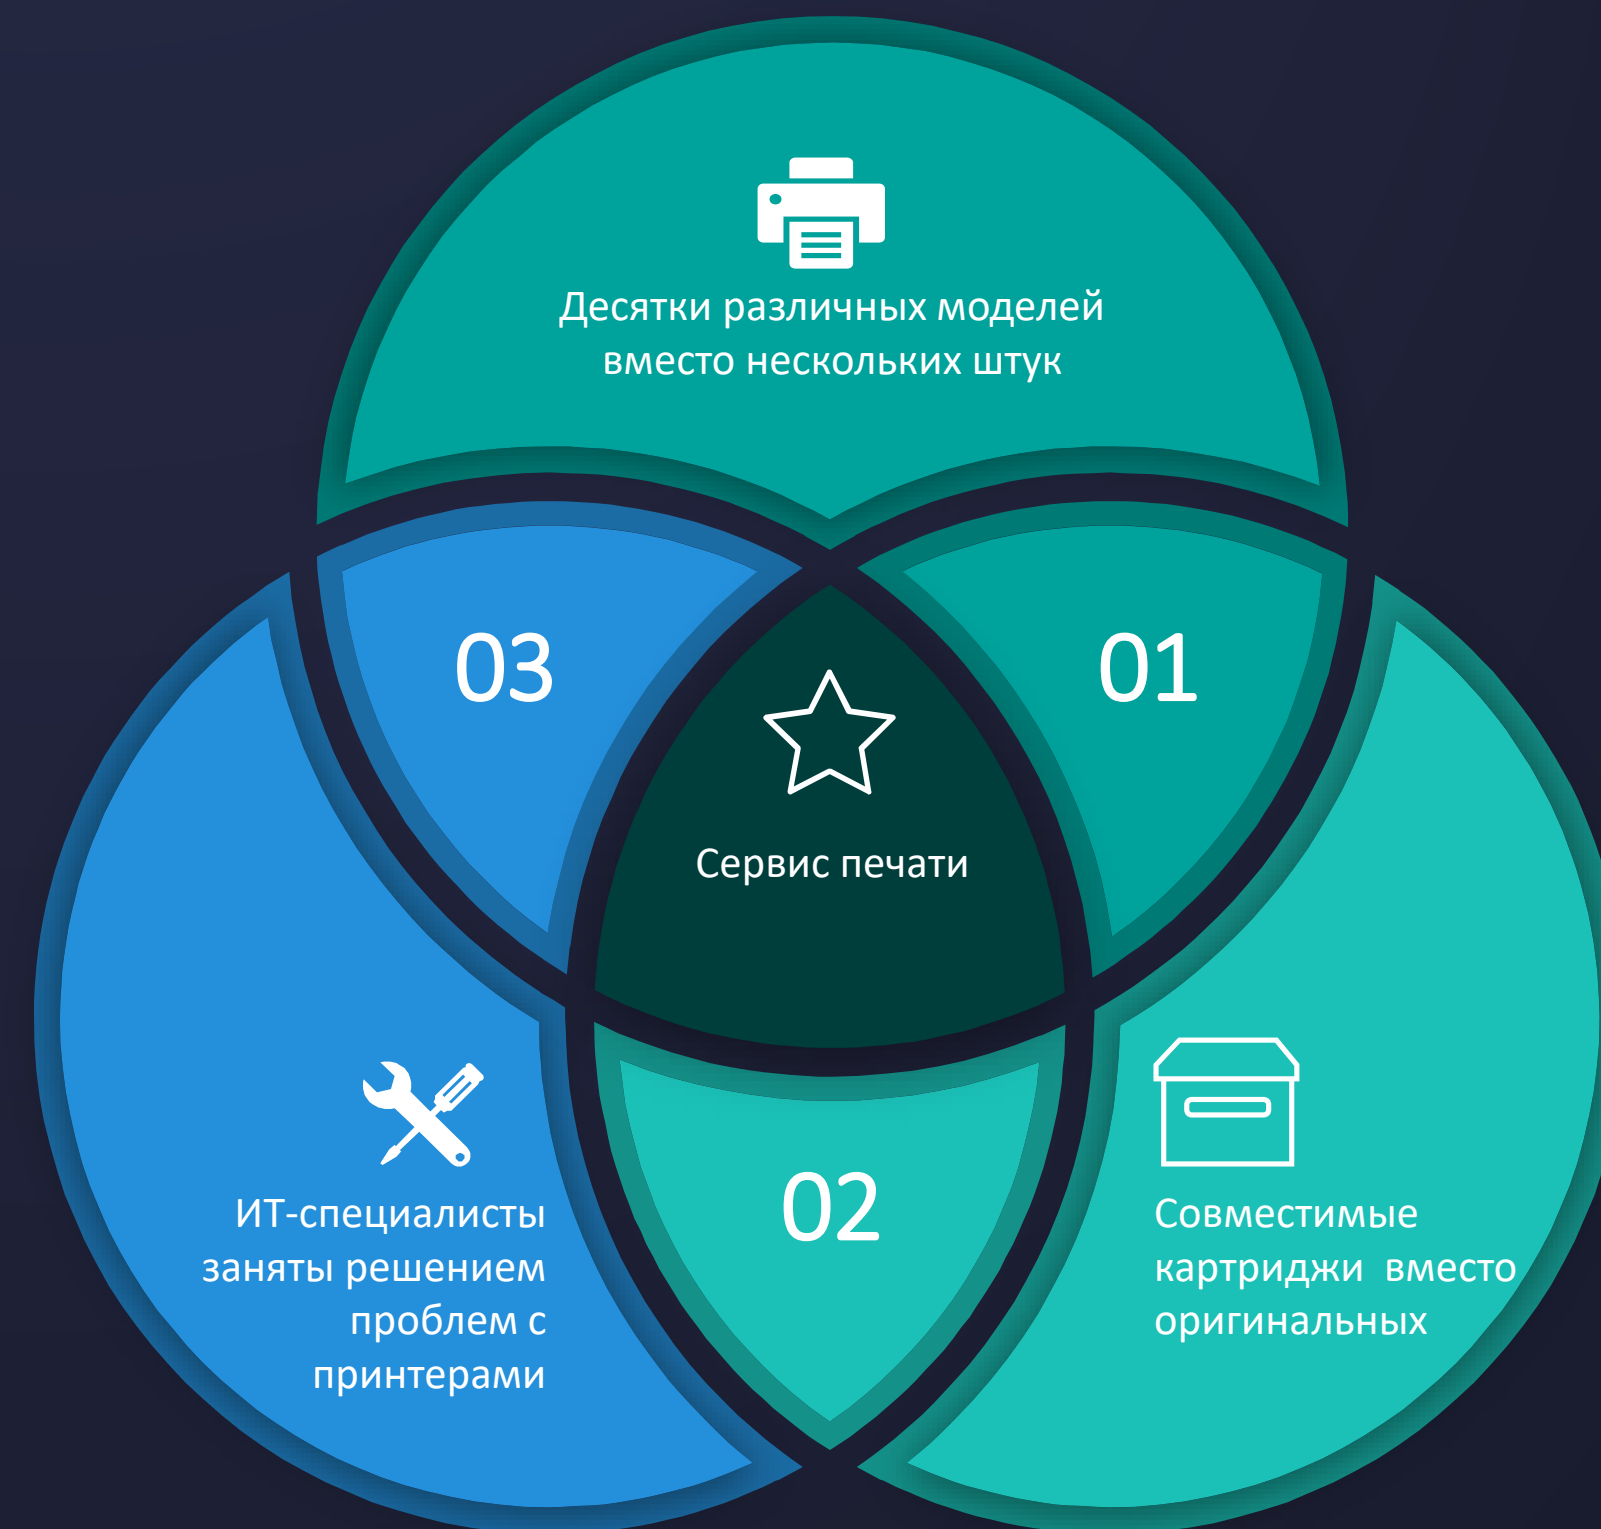 Десятки различных моделей
вместо нескольких штук
03
01
Сервис печати
02
ИТ-специалисты
заняты решением
проблем с
принтерами
Совместимые
картриджи вместо
оригинальных